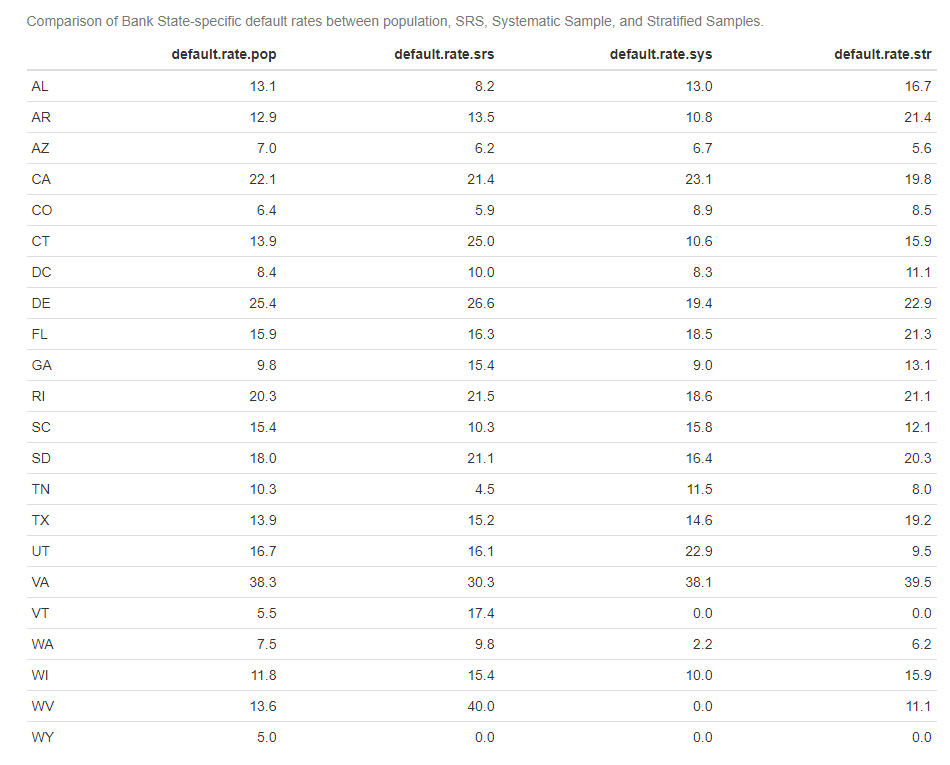 Comparison of Bank State-specific default rates between population, SRS, Systematic Sample, and Stratified Samples.
default.rate.pop default.rate.srs default.rate.sys default.rate.str
AL 13.1 8.2 13.0 16.7
AR 12.9 13.5 10.8 21.4
AZ 7.0 6.2 6.7 5.6
CA 22.1 21.4 23.1 19.8
CO 6.4 5.9 8.9 8.5
CT 13.9 25.0 10.6 15.9
DC 8.4 10.0 8.3 11.1
DE 25.4 26.6 19.4 22.9
FL 15.9 16.3 18.5 21.3
GA 9.8 15.4 9.0 13.1
RI 20.3 21.5 18.6 21.1
SC 15.4 10.3 15.8 12.1
SD 18.0 21.1 16.4 20.3
TN 10.3 4.5 11.5 8.0
TX 13.9 15.2 14.6 19.2
UT 16.7 16.1 22.9 9.5
VA 38.3 30.3 38.1 39.5
VT 5.5 17.4 0.0 0.0
WA 7.5 9.8 2.2 6.2
WI 11.8 15.4 10.0 15.9
WV 13.6 40.0 0.0 11.1
WY 5.0 0.0 0.0 0.0